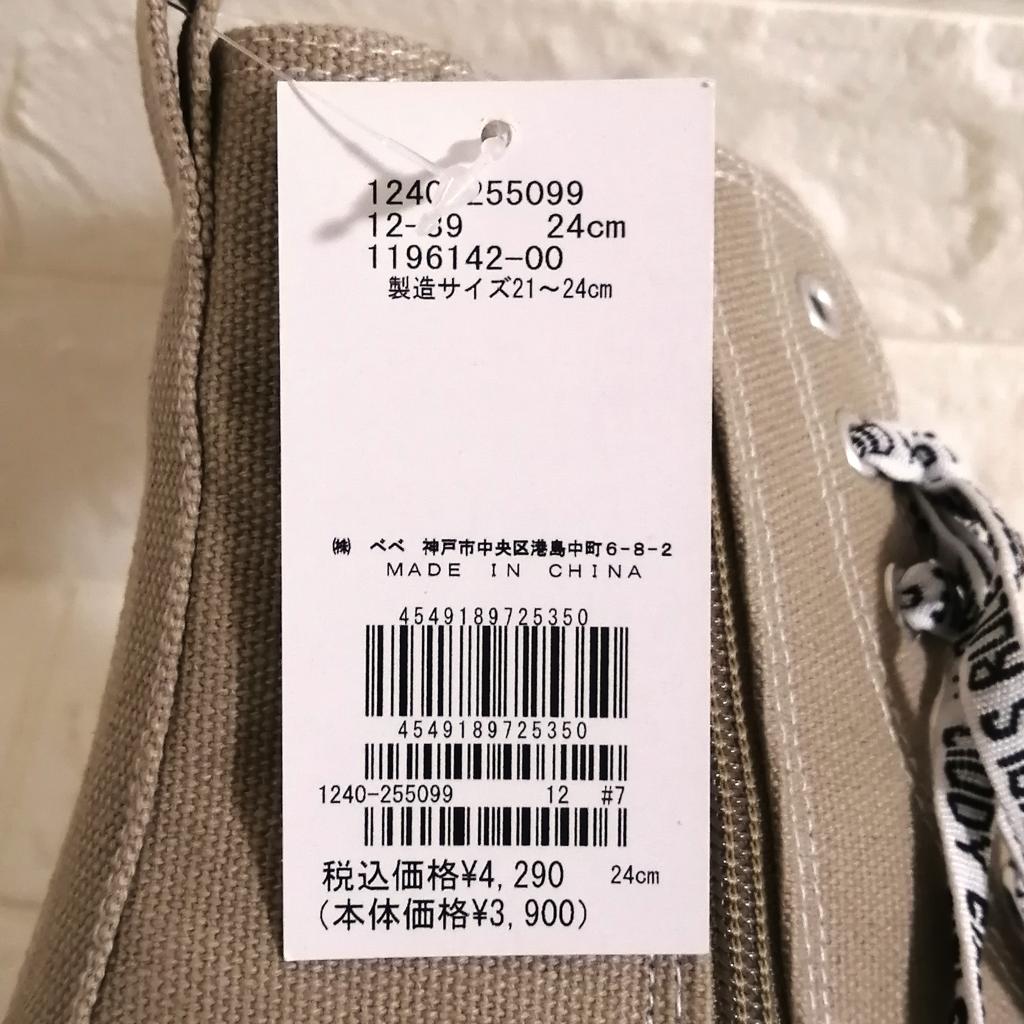 1240-255099
12-39 24cm
1196142-00
製造サイズ21～24cm
㈱ べべ 神戸市中央区港島中町6-8-2
MADE IN CHINA
4549189725350
4549189725350
1240-255099 12 #7
税込価格¥4,290 24cm
(本体価格¥3,900)